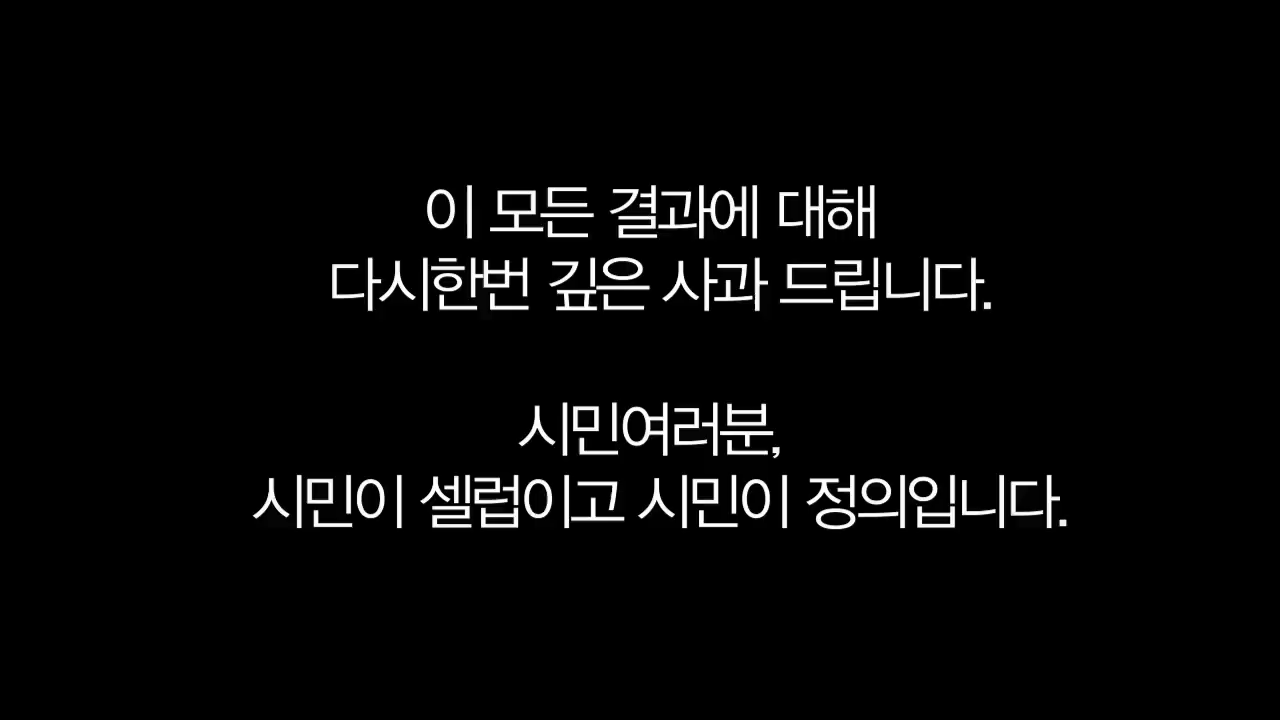 이 모든 결과에 대해
다시한번 깊은 사과 드립니다.
시민여러분,
시민이 셀럽이고 시민이 정의입니다.